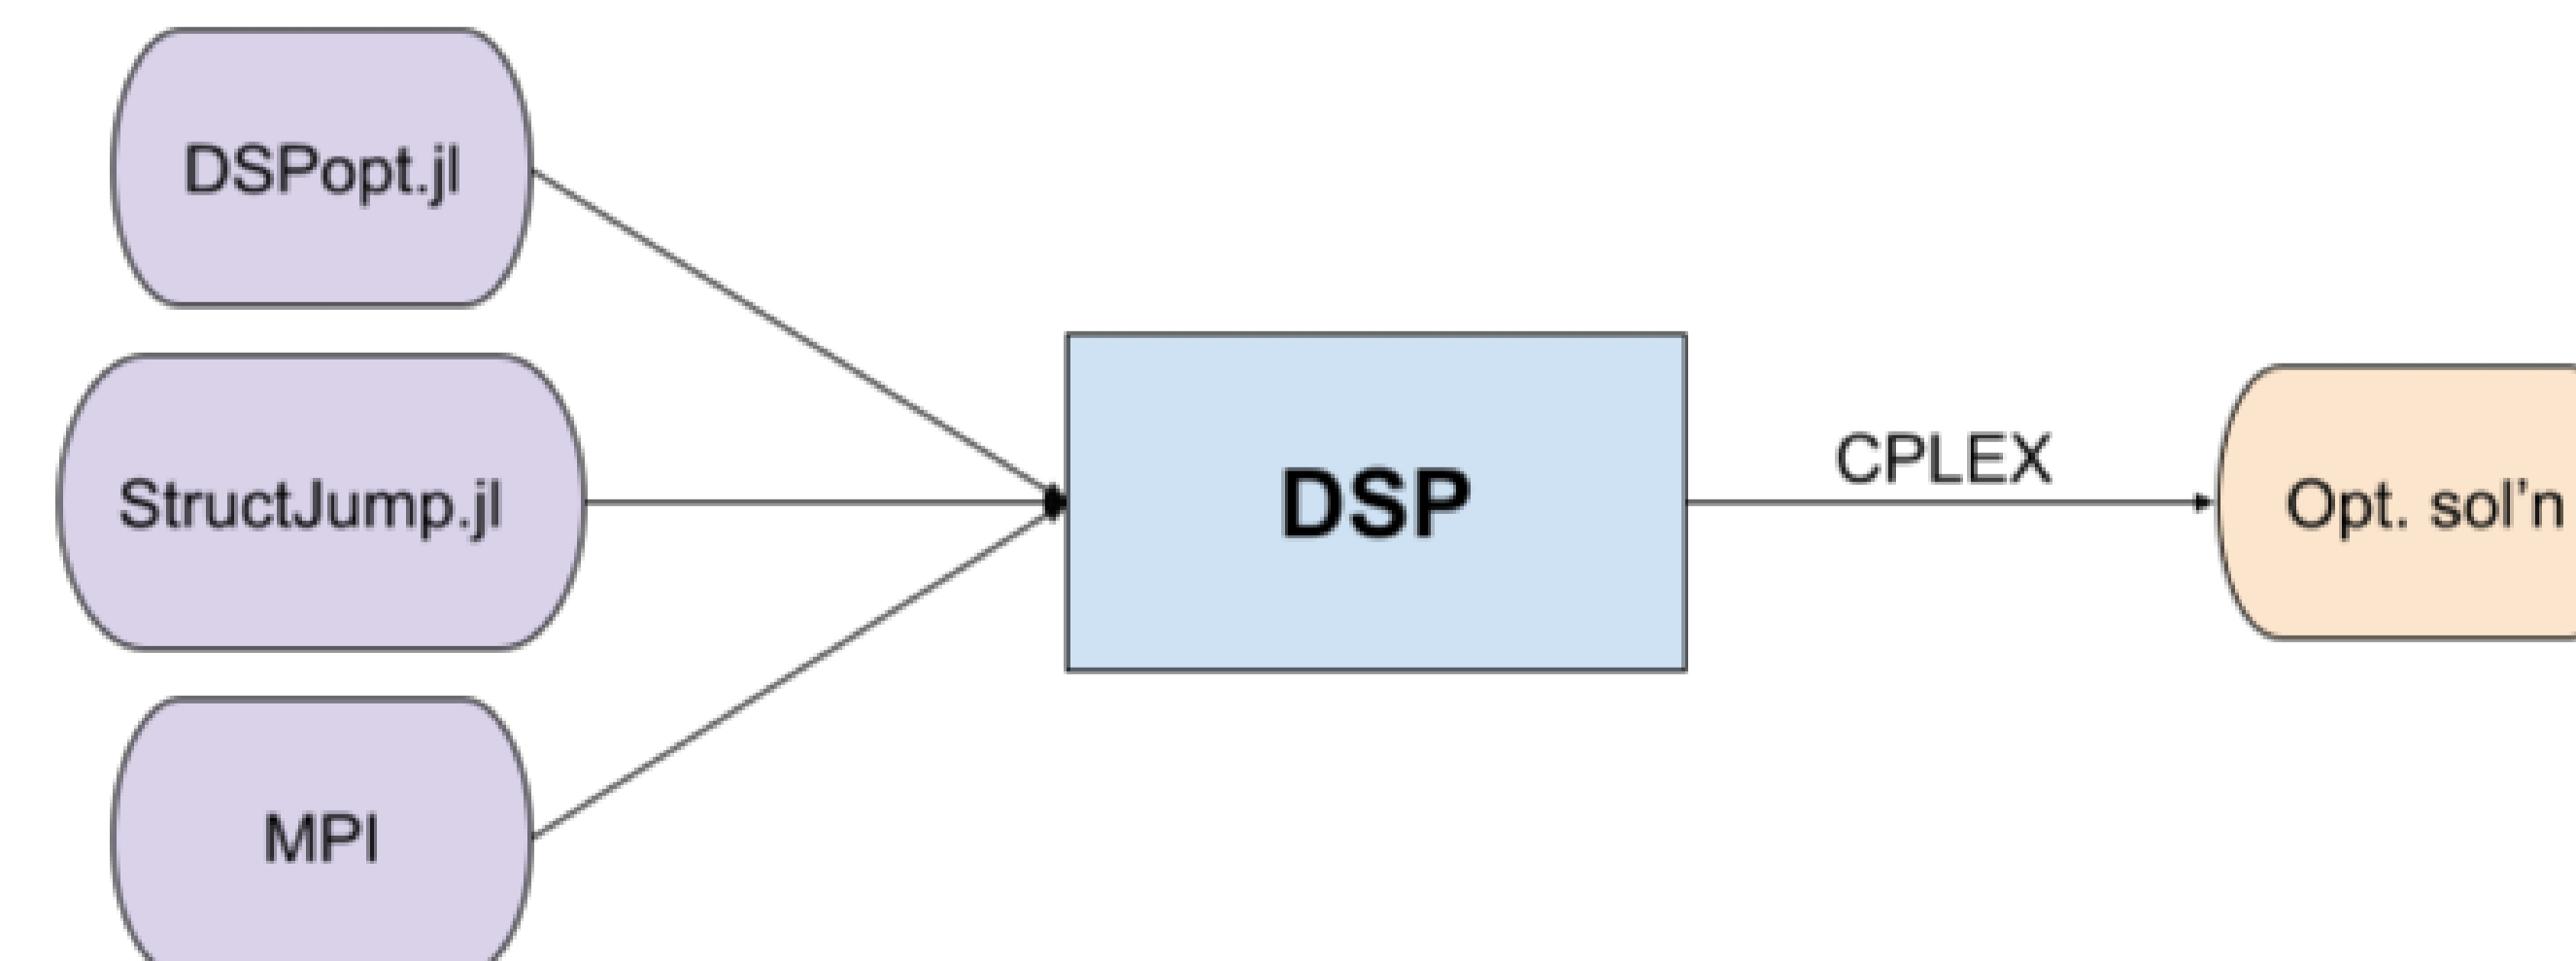 DSPopt.jl
StructJump.jl
MPI
DSP
CPLEX
Opt. sol’n